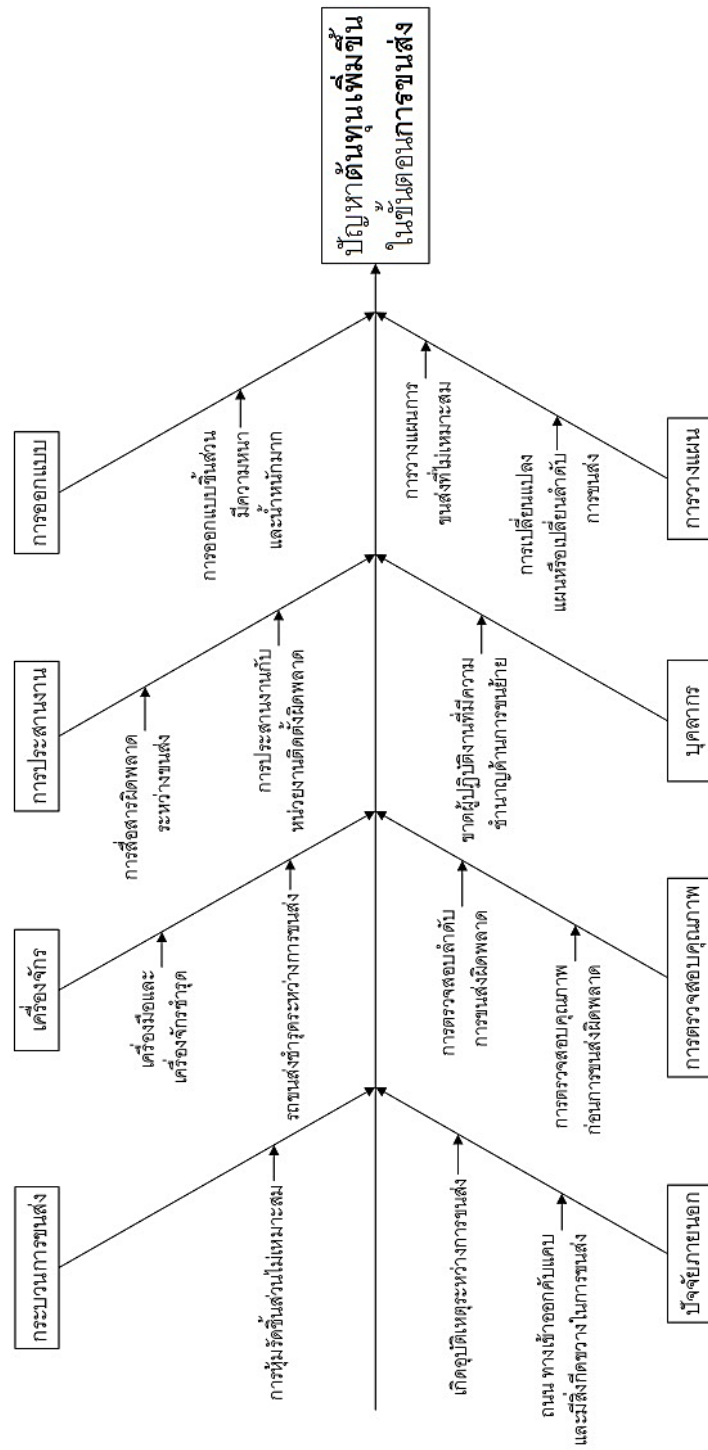 กระบวนการขนส่ง
เครื่องจักร
การประสานงาน
การออกแบบ
การหุ้มรัดชิ้นส่วนไม่เหมาะสม
เครื่องมือและ
เครื่องจักรชำรุด
รถขนส่งชำรุดระหว่างการขนส่ง
การสื่อสารผิดพลาด
ระหว่างขนส่ง
การประสานงานกับ
หน่วยงานติดตั้งผิดพลาด
การออกแบบชิ้นส่วน
มีความหนา
และน้ำหนักมาก
ปัญหาต้นทุนเพิ่มขึ้น
ในขั้นตอนการขนส่ง
เกิดอุบัติเหตุระหว่างการขนส่ง
ถนน ทางเข้าออกคับแคบ
และมีสิ่งกีดขวางในการขนส่ง
การตรวจสอบลำดับ
การขนส่งผิดพลาด
การตรวจสอบคุณภาพ
ก่อนการขนส่งผิดพลาด
ขาดผู้ปฏิบัติงานที่มีความ
ชำนาญด้านการขนย้าย
การวางแผนการ
ขนส่งที่ไม่เหมาะสม
การเปลี่ยนแปลง
แผนหรือเปลี่ยนลำดับ
การขนส่ง
ปัจจัยภายนอก
การตรวจสอบคุณภาพ
บุคลากร
การวางแผน